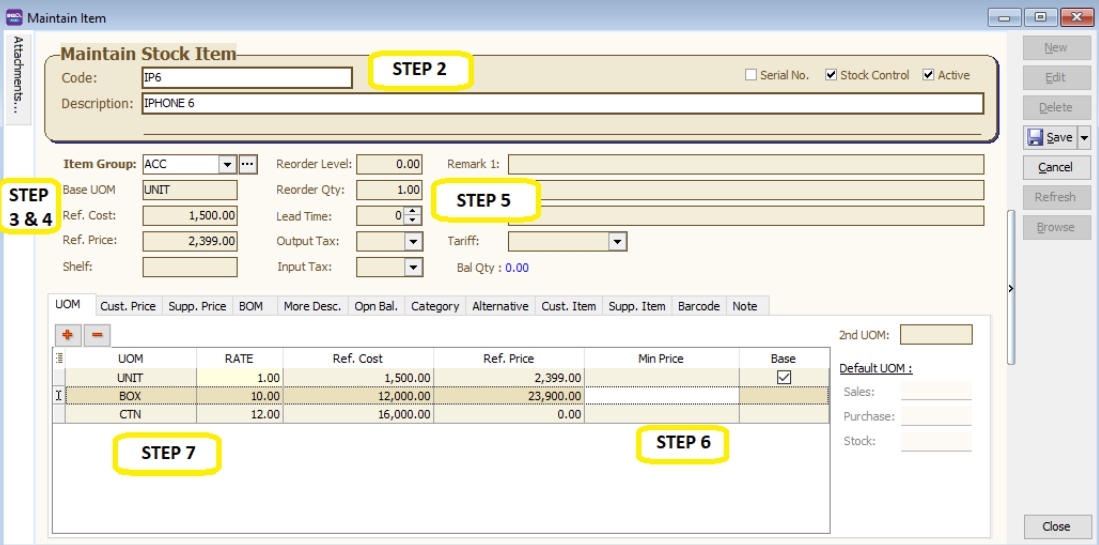 Maintain Item
Attachments...
Maintain Stock Item
STEP 2
Code: IP6
Serial No. Stock Control Active
Description: IPHONE 6
Item Group: ACC Reorder Level: 0.00 Remark 1:
Base UOM UNIT Reorder Qty: 1.00
STEP 3 & 4
STEP 5
Ref. Cost: 1,500.00 Lead Time: 0
Ref. Price: 2,399.00 Output Tax: Tariff:
Shelf: Input Tax: Bal Qty : 0.00
UOM Cust. Price Supp. Price BOM More Desc. Opn Bal. Category Alternative Cust. Item Supp. Item Barcode Note
UOM RATE Ref. Cost Ref. Price Min Price Base
UNIT 1.00 1,500.00 2,399.00
BOX 10.00 12,000.00 23,900.00
CTN 12.00 16,000.00 0.00
STEP 7
STEP 6
2nd UOM:
Default UOM :
Sales:
Purchase:
Stock:
New
Edit
Delete
Save
Cancel
Refresh
Browse
Close